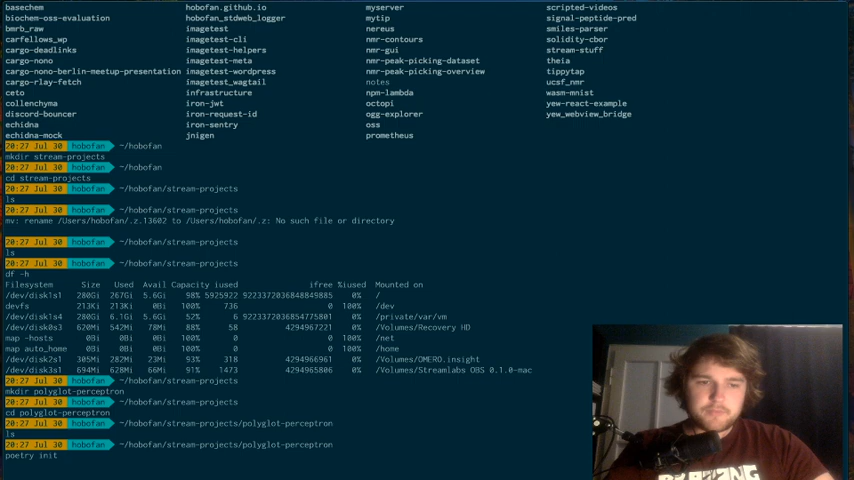 basechem hobofan.github.io myserver scripted-videos
biochem-oss-evaluation hobofan_stdweb_logger mytip signal-peptide-pred
bmrb_raw imagetest nereus smiles-parser
carfellows_wp imagetest-cli nmr-contours solidity-cbor
cargo-deadlinks imagetest-helpers nmr-gui stream-stuff
cargo-nono imagetest-meta nmr-peak-picking-dataset theia
cargo-nono-berlin-meetup-presentation imagetest-wordpress nmr-peak-picking-overview tippytap
cargo-rlay-fetch imagetest_wagtail notes ucsf_nmr
ceto infrastructure npm-lambda wasm-mnist
collenchyma iron-jwt octopi yew-react-example
discord-bouncer iron-request-id ogg-explorer yew_webview_bridge
echidna iron-sentry oss
echidna-mock jnigen prometheus
20:27 Jul 30 hobofan ~/hobofan
mkdir stream-projects
20:27 Jul 30 hobofan ~/hobofan
cd stream-projects
20:27 Jul 30 hobofan ~/hobofan/stream-projects
ls
20:27 Jul 30 hobofan ~/hobofan/stream-projects
mv: rename /Users/hobofan/.z.13602 to /Users/hobofan/.z: No such file or directory
20:27 Jul 30 hobofan ~/hobofan/stream-projects
ls
20:27 Jul 30 hobofan ~/hobofan/stream-projects
df -h
Filesystem Size Used Avail Capacity iused ifree %iused Mounted on
/dev/disk1s1 280Gi 267Gi 5.6Gi 98% 5925922 9223372036848849885 0% /
devfs 213Ki 213Ki 0Bi 100% 736 0 100% /dev
/dev/disk1s4 280Gi 6.1Gi 5.6Gi 52% 6 9223372036854775801 0% /private/var/vm
/dev/disk0s3 620Mi 542Mi 78Mi 88% 58 4294967221 0% /Volumes/Recovery HD
map -hosts 0Bi 0Bi 0Bi 100% 0 0 100% /net
map auto_home 0Bi 0Bi 0Bi 100% 0 0 100% /home
/dev/disk2s1 305Mi 282Mi 23Mi 93% 318 4294966961 0% /Volumes/OMERO.insight
/dev/disk3s1 694Mi 628Mi 66Mi 91% 1473 4294965806 0% /Volumes/Streamlabs OBS 0.1.0-mac
20:27 Jul 30 hobofan ~/hobofan/stream-projects
mkdir polyglot-perceptron
20:27 Jul 30 hobofan ~/hobofan/stream-projects
cd polyglot-perceptron
20:27 Jul 30 hobofan ~/hobofan/stream-projects/polyglot-perceptron
ls
20:27 Jul 30 hobofan ~/hobofan/stream-projects/polyglot-perceptron
poetry init